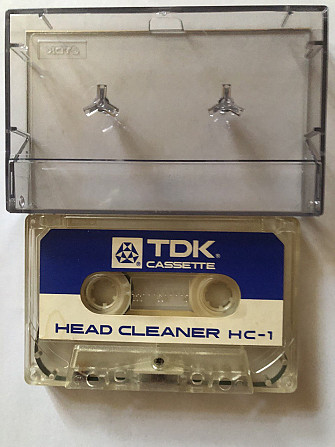 TDK®
CASSETTE
HEAD CLEANER HC-1